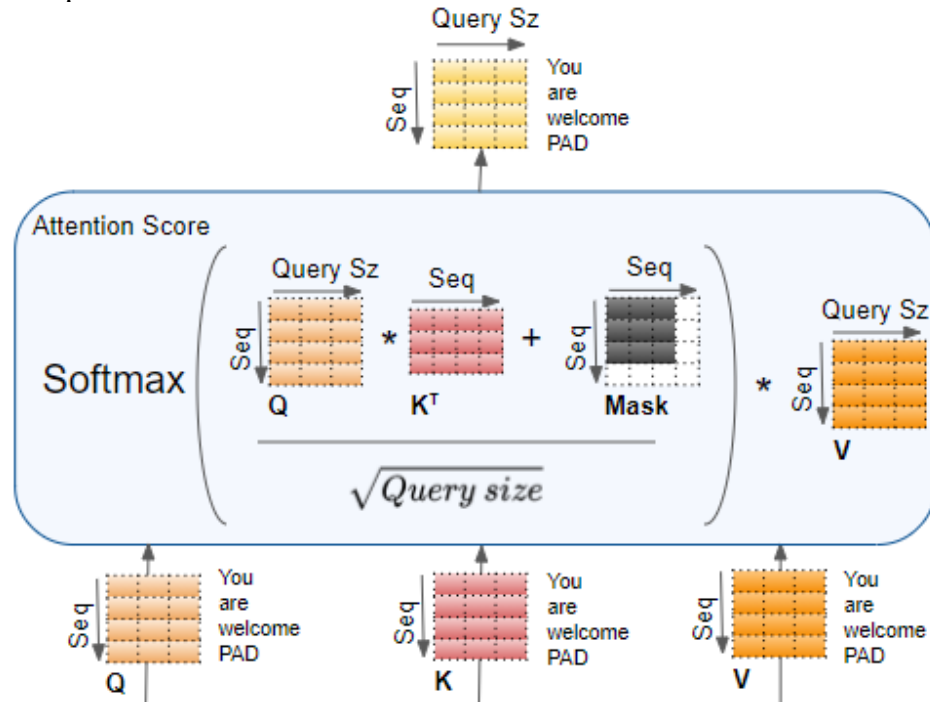 Query Sz
Seq
You
are
welcome
PAD
Attention Score
Softmax
Query Sz
Seq
Q
*
Seq
Kᵀ
+
Seq
Seq
Mask
√Query size
*
Query Sz
Seq
V
Seq
You
are
welcome
PAD
Q
Seq
You
are
welcome
PAD
K
Seq
You
are
welcome
PAD
V